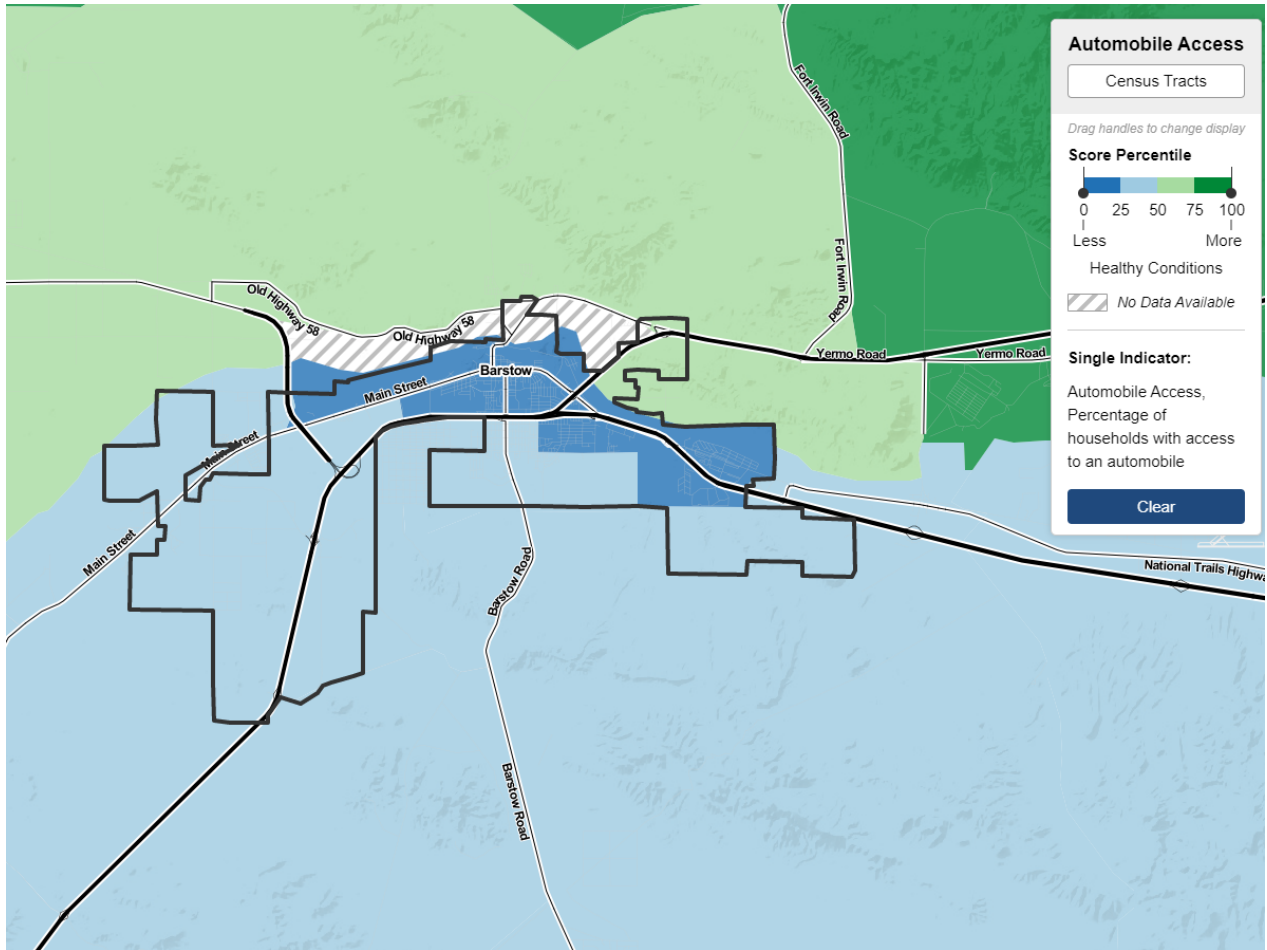 Automobile Access
Census Tracts
Drag handles to change display
Score Percentile
0 25 50 75 100
Less More
Healthy Conditions
No Data Available
Single Indicator:
Automobile Access,
Percentage of
households with access
to an automobile
Clear
Fort Irwin Road
Fort Irwin Road
Old Highway 58
Old Highway 58
Yermo Road
Yermo Road
Barstow
Main Street
Main Street
Main Street
Barstow Road
Barstow Road
National Trails Highwa